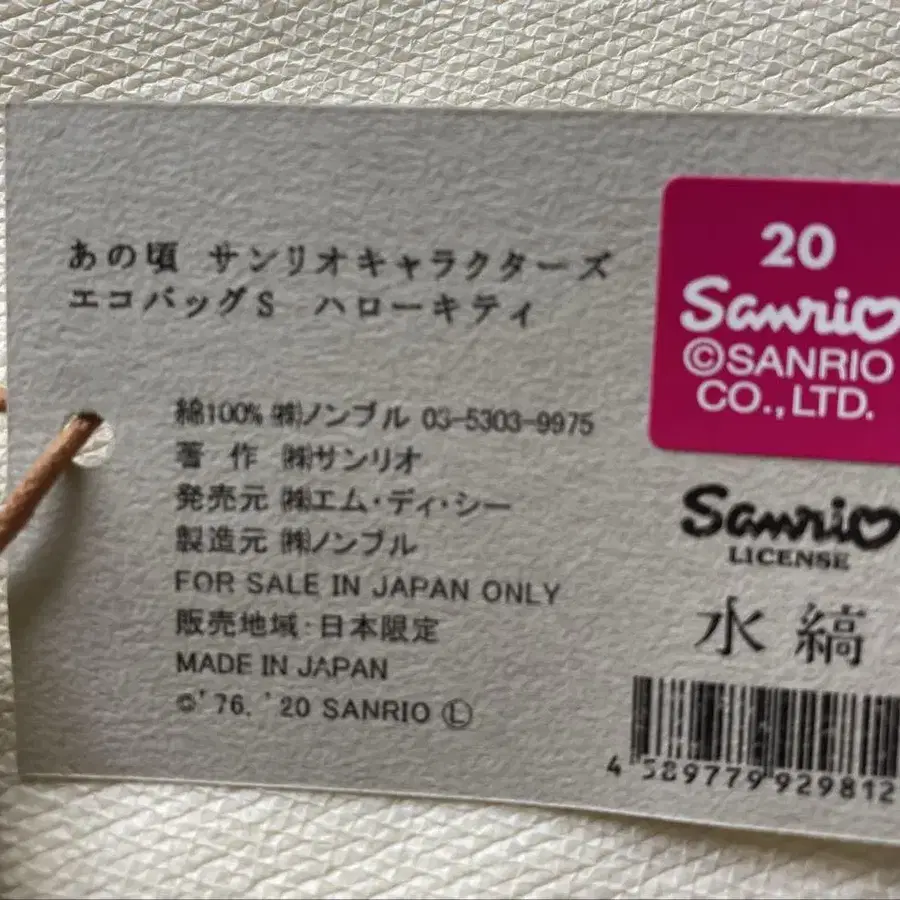 あの頃 サンリオキャラクターズ
エコバッグS ハローキティ
綿100% ㈱ノンブル 03-5303-9975
著 作 ㈱サンリオ
発売元 ㈱エム・ディ・シー
製造元 ㈱ノンブル
FOR SALE IN JAPAN ONLY
販売地域:日本限定
MADE IN JAPAN
©'76. '20 SANRIO Ⓛ
20
Sanrio
©SANRIO
CO., LTD.
Sanrio
LICENSE
水縞
4 589779 929812